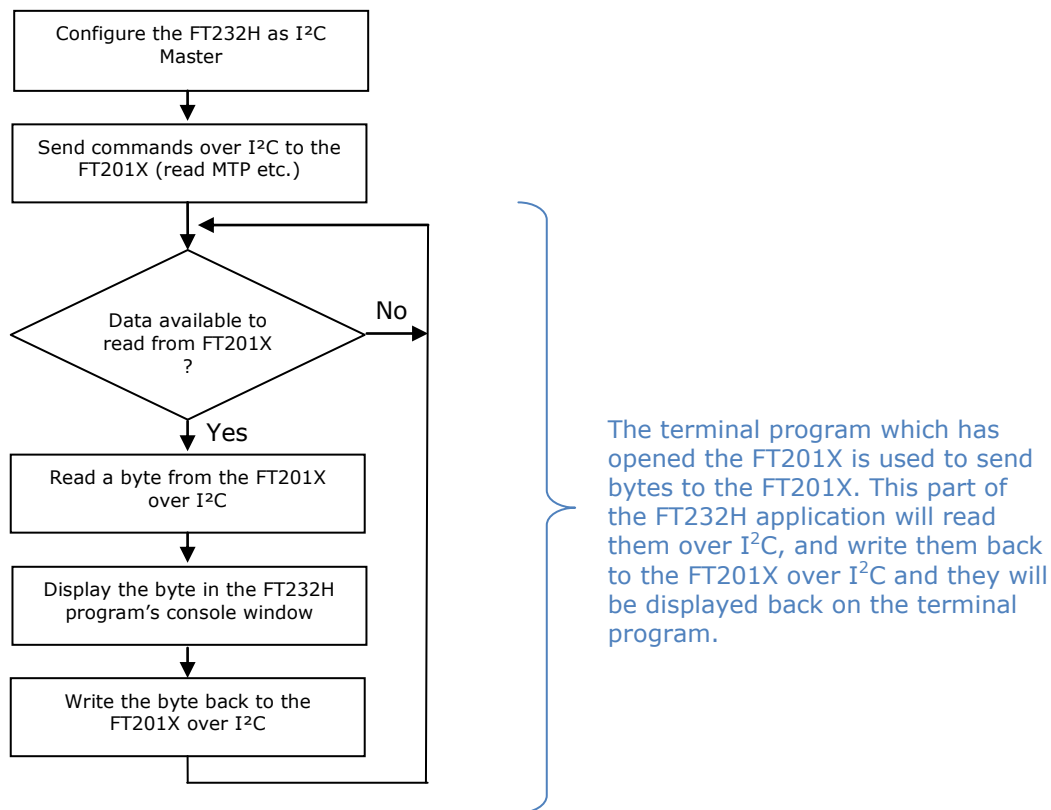 Configure the FT232H as I²C
Master
Send commands over I²C to the
FT201X (read MTP etc.)
Data available to
read from FT201X
?
No
Yes
Read a byte from the FT201X
over I²C
Display the byte in the FT232H
program's console window
Write the byte back to the
FT201X over I²C
The terminal program which has
opened the FT201X is used to send
bytes to the FT201X. This part of
the FT232H application will read
them over I²C, and write them back
to the FT201X over I²C and they will
be displayed back on the terminal
program.